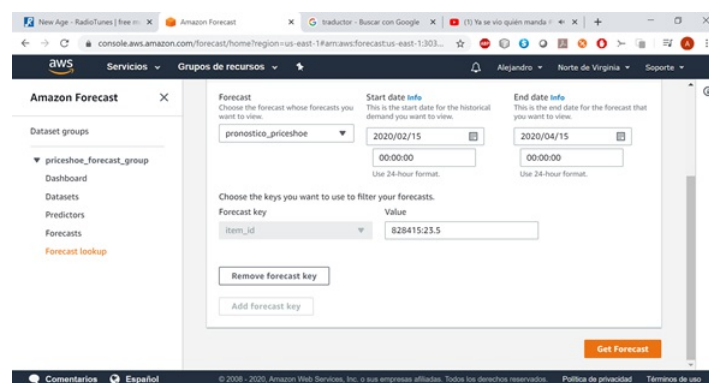 New Age - RadioTunes | free m
Amazon Forecast
traductor - Buscar con Google
(1) Ya se vio quién manda
console.aws.amazon.com/forecast/home?region=us-east-1#arn:aws:forecast:us-east-1:303...
aws Servicios Grupos de recursos Alejandro Norte de Virginia Soporte
Amazon Forecast
Dataset groups
priceshoe_forecast_group
Dashboard
Datasets
Predictors
Forecasts
Forecast lookup
Forecast
Choose the forecast whose forecasts you
want to view.
pronostico_priceshoe
Start date Info
This is the start date for the historical
demand you want to view.
2020/02/15
00:00:00
Use 24-hour format.
End date Info
This is the end date for the forecast that
you want to view.
2020/04/15
00:00:00
Use 24-hour format.
Choose the keys you want to use to filter your forecasts.
Forecast key
item_id
Value
828415:23.5
Remove forecast key
Add forecast key
Get Forecast
Comentarios Español © 2008 - 2020, Amazon Web Services, Inc. o sus empresas afiliadas. Todos los derechos reservados. Política de privacidad Términos de uso